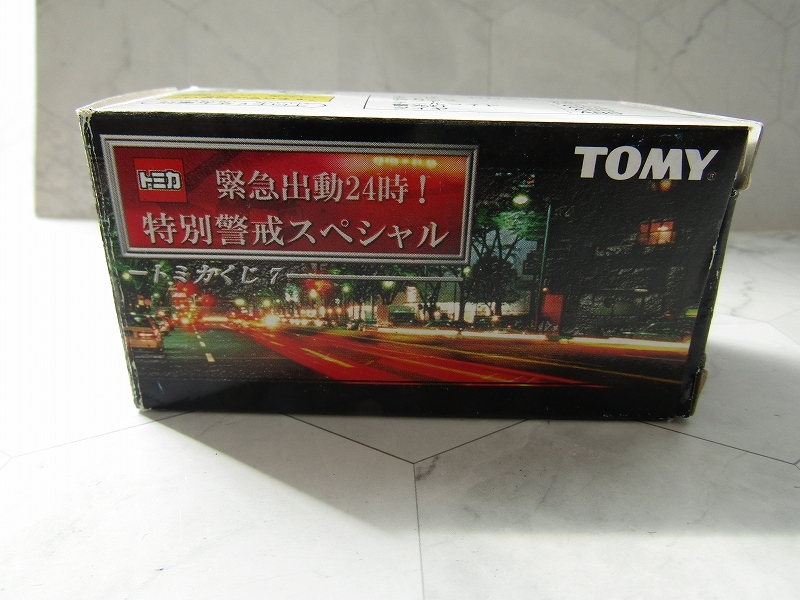 トミカ
緊急出動24時！
特別警戒スペシャル
トミカくじ 7
TOMY